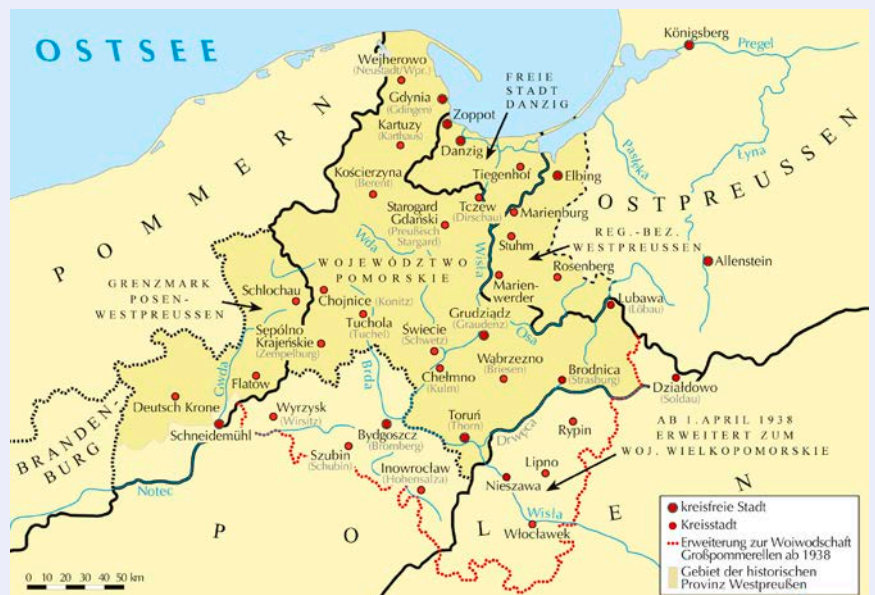 OSTSEE
Königsberg
Pregel
Wejherowo
(Neustadt/Wpr.)
FREIE
STADT
DANZIG
Gdynia
(Gdingen)
Zoppot
Kartuzy
(Karthaus)
Danzig
Pasłęka
Łyna
POMMERN
Tiegenhof
Elbing
OSTPREUSSEN
Kościerzyna
(Berent)
Tczew
(Dirschau)
Marienburg
Starogard
Gdański
(Preußisch
Stargard)
Stuhm
REG.-BEZ.
WESTPREUSSEN
Wda
Wisła
WOJEWÓDZTWO
POMORSKIE
Allenstein
Rosenberg
GRENZMARK
POSEN-
WESTPREUSSEN
Schlochau
Marien-
werder
Chojnice (Konitz)
Lubawa
(Löbau)
Grudziądz
(Graudenz)
Tuchola
(Tuchel)
Świecie
(Schwetz)
Osa
Sępólno
Krajeńskie
(Zempelburg)
Wąbrzezno
(Briesen)
Gwda
Brda
Flatow
Chełmno
(Kulm)
Brodnica
(Strasburg)
Działdowo
(Soldau)
Deutsch Krone
Wyrzysk
(Wirsitz)
BRANDEN-
BURG
Schneidemühl
Toruń
(Thorn)
Drwęca
Rypin
AB 1. APRIL 1938
ERWEITERT ZUM
WOJ. WIELKOPOMORSKIE
Bydgoszcz
(Bromberg)
Szubin
(Schubin)
Inowrocław
(Hohensalza)
Lipno
Nieszawa
Noteć
Wisła
Włocławek
POLEN
kreisfreie Stadt
Kreisstadt
Erweiterung zur Woiwodschaft
Großpommerellen ab 1938
Gebiet der historischen
Provinz Westpreußen
0 10 20 30 40 50 km